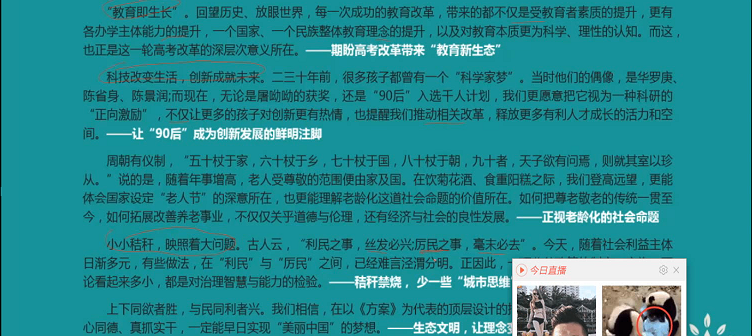 “教育即生长”。回望历史、放眼世界，每一次成功的教育改革，带来的都不仅是受教育者素质的提升，更有
各办学主体能力的提升，一个国家、一个民族整体教育理念的提升，以及对教育本质更为科学、理性的认知。而这，
也正是这一轮高考改革的深层次意义所在。——期盼高考改革带来“教育新生态”
科技改变生活，创新成就未来。二三十年前，很多孩子都曾有一个“科学家梦”。当时他们的偶像，是华罗庚、
陈省身、陈景润;而现在，无论是屠呦呦的获奖，还是“90后”入选千人计划，我们更愿意把它视为一种科研的
“正向激励”，不仅让更多的孩子对创新更有热情，也提醒我们推动相关改革，释放更多有利人才成长的活力和空
间。——让“90后”成为创新发展的鲜明注脚
周朝有仪制，“五十杖于家，六十杖于乡，七十杖于国，八十杖于朝，九十者，天子欲有问焉，则就其室以珍
从。”说的是，随着年事增高，老人受尊敬的范围便由家及国。在饮菊花酒、食重阳糕之际，我们登高远望，更能
体会国家设定“老人节”的深意所在，也更能理解老龄化这道社会命题的价值所在。如何把尊老敬老的传统一贯至
今，如何拓展改善养老事业，不仅仅关乎道德与伦理，还有经济与社会的良性发展。——正视老龄化的社会命题
小小秸秆，映照着大问题。古人云，“利民之事，丝发必兴;厉民之事，毫末必去”。今天，随着社会利益主体
日渐多元，有些做法，在“利民”与“厉民”之间，已经难言泾渭分明。正因此，一
论看起来多小，都是对治理智慧与能力的检验。——秸秆禁烧，少一些“城市思维
上下同欲者胜，与民同利者兴。我们相信，在以《方案》为代表的顶层设计的
心同德、真抓实干，一定能早日实现“美丽中国”的梦想。——生态文明，让理念
今日直播